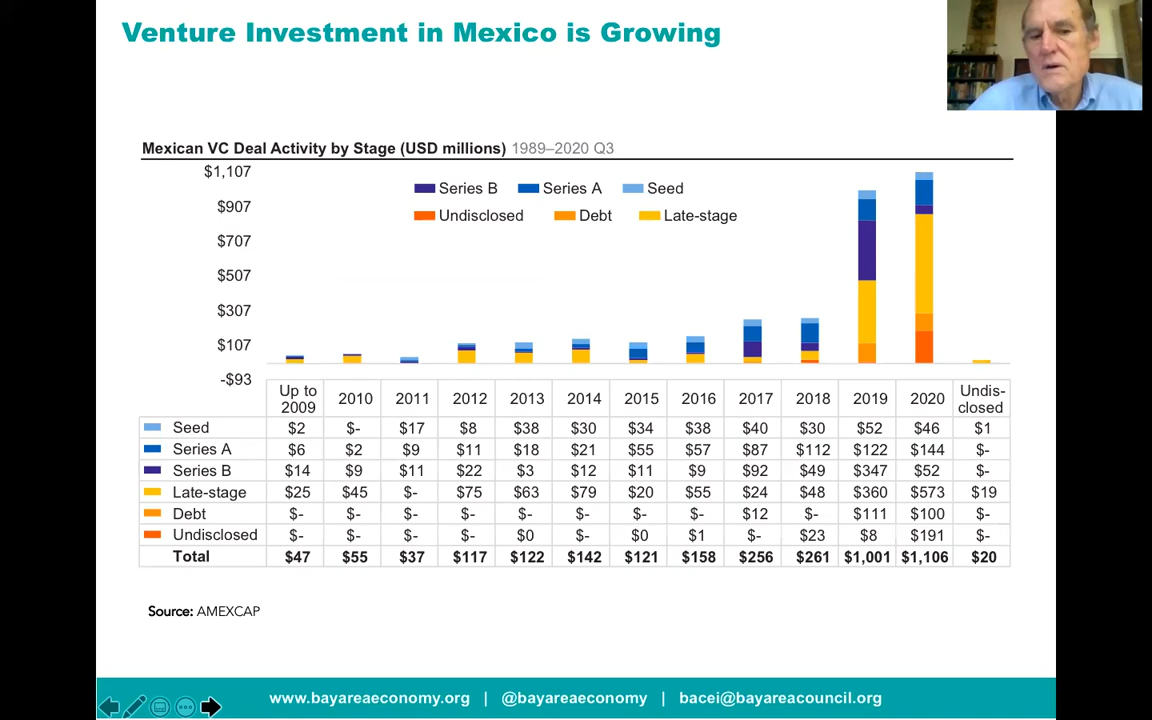 Venture Investment in Mexico is Growing
Mexican VC Deal Activity by Stage (USD millions) 1989–2020 Q3
$1,107
$907
$707
$507
$307
$107
-$93
Series B Series A Seed
Undisclosed Debt Late-stage
Up to 2009 2010 2011 2012 2013 2014 2015 2016 2017 2018 2019 2020 Undis-closed
Seed $2 $- $17 $8 $38 $30 $34 $38 $40 $30 $52 $46 $1
Series A $6 $2 $9 $11 $18 $21 $55 $57 $87 $112 $122 $144 $-
Series B $14 $9 $11 $22 $3 $12 $11 $9 $92 $49 $347 $52 $-
Late-stage $25 $45 $- $75 $63 $79 $20 $55 $24 $48 $360 $573 $19
Debt $- $- $- $- $- $- $- $- $12 $- $111 $100 $-
Undisclosed $- $- $- $- $0 $- $0 $1 $- $23 $8 $191 $-
Total $47 $55 $37 $117 $122 $142 $121 $158 $256 $261 $1,001 $1,106 $20
Source: AMEXCAP
www.bayareaeconomy.org | @bayareaeconomy | bacei@bayareacouncil.org